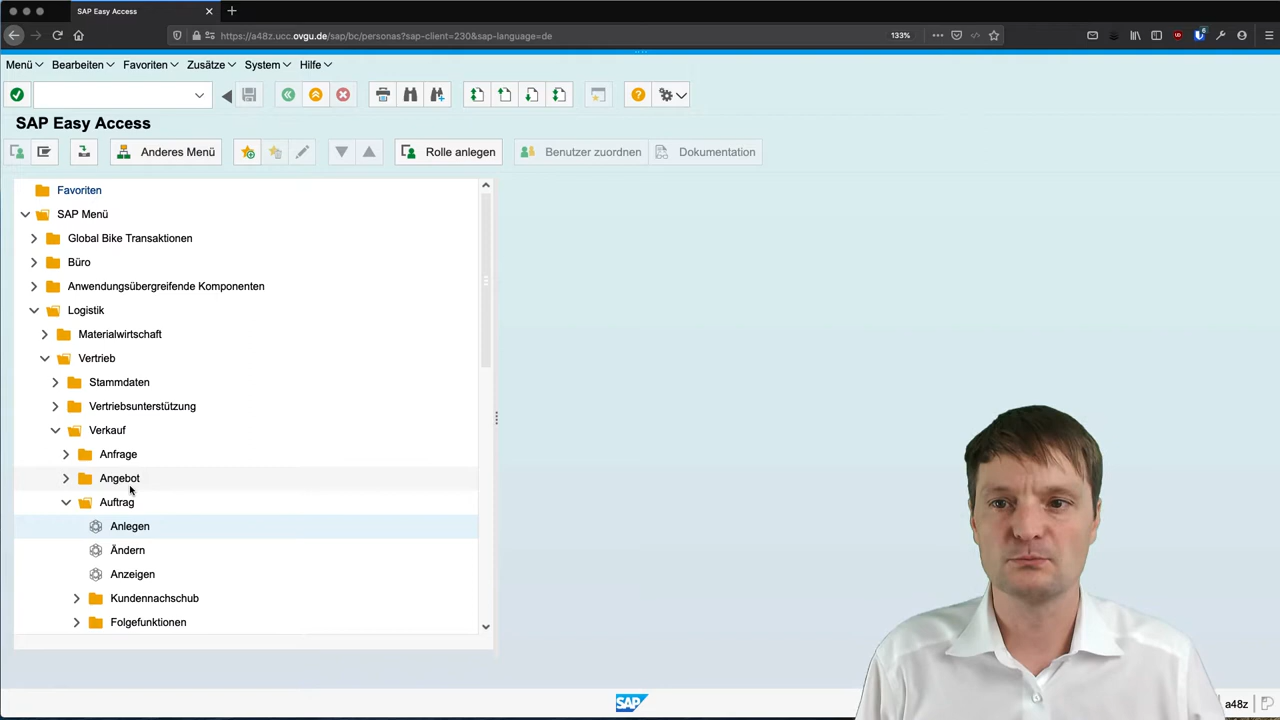 SAP Easy Access
https://a48z.ucc.ovgu.de/sap/bc/personas?sap-client=230&sap-language=de
133%
Menü Bearbeiten Favoriten Zusätze System Hilfe
SAP Easy Access
Anderes Menü Rolle anlegen Benutzer zuordnen Dokumentation
Favoriten
SAP Menü
Global Bike Transaktionen
Büro
Anwendungsübergreifende Komponenten
Logistik
Materialwirtschaft
Vertrieb
Stammdaten
Vertriebsunterstützung
Verkauf
Anfrage
Angebot
Auftrag
Anlegen
Ändern
Anzeigen
Kundennachschub
Folgefunktionen
SAP
a48z